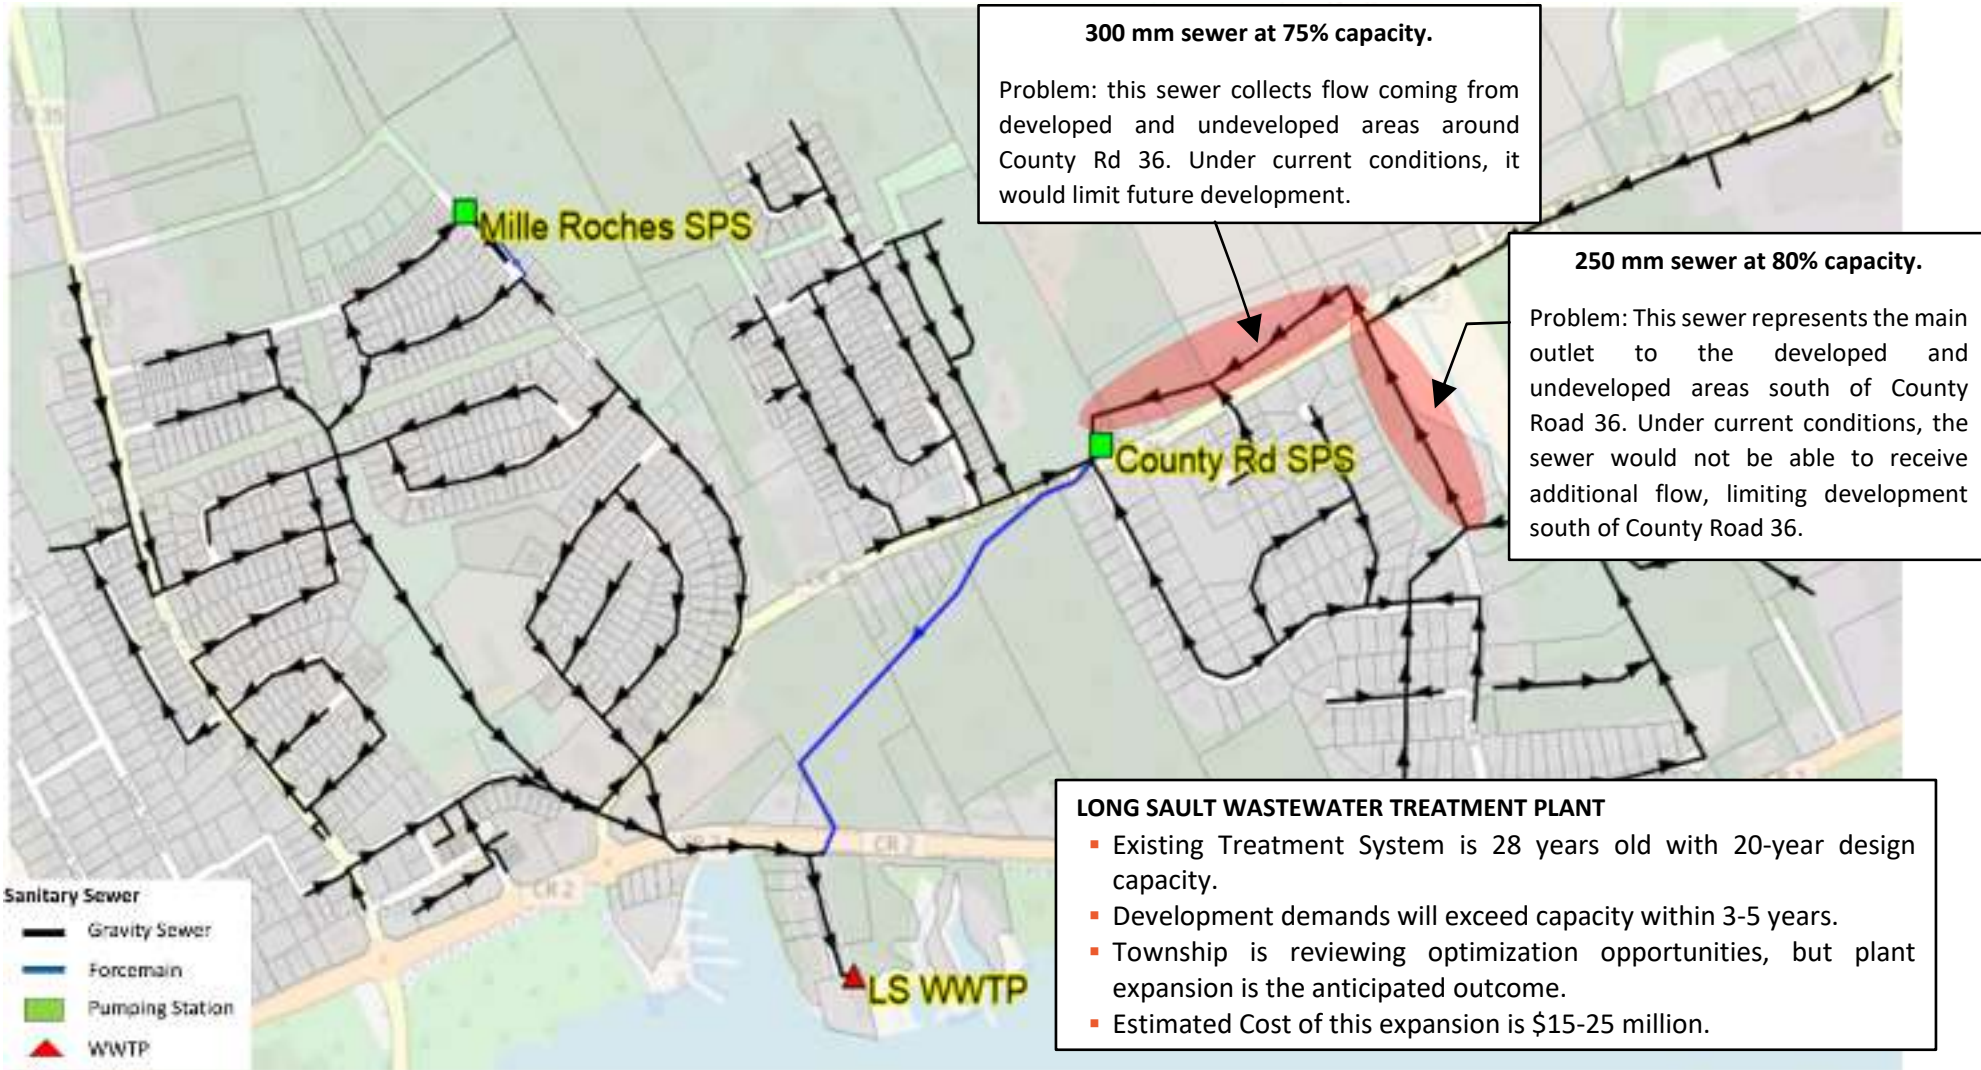 300 mm sewer at 75% capacity.
Problem: this sewer collects flow coming from
developed and undeveloped areas around
County Rd 36. Under current conditions, it
would limit future development.
250 mm sewer at 80% capacity.
Problem: This sewer represents the main
outlet to the developed and
undeveloped areas south of County
Road 36. Under current conditions, the
sewer would not be able to receive
additional flow, limiting development
south of County Road 36.
Mille Roches SPS
County Rd SPS
LONG SAULT WASTEWATER TREATMENT PLANT
▪ Existing Treatment System is 28 years old with 20-year design
capacity.
▪ Development demands will exceed capacity within 3-5 years.
▪ Township is reviewing optimization opportunities, but plant
expansion is the anticipated outcome.
▪ Estimated Cost of this expansion is $15-25 million.
CR 2
CR 2
LS WWTP
Sanitary Sewer
Gravity Sewer
Forcemain
Pumping Station
WWTP